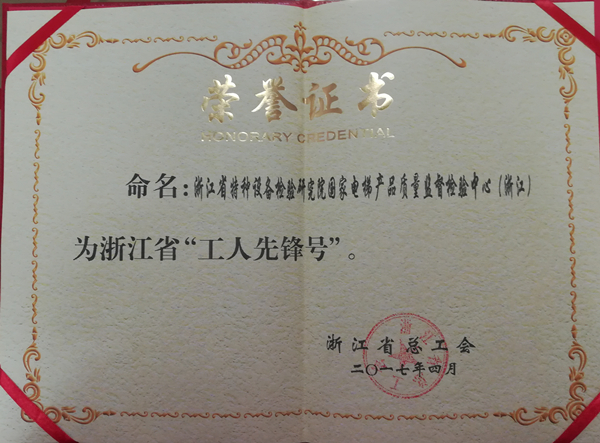 荣誉证书
HONORARY CREDENTIAL
命名：浙江省特种设备检验研究院国家电梯产品质量监督检验中心（浙江）
为浙江省“工人先锋号”。
浙江省总工会
二〇一七年四月